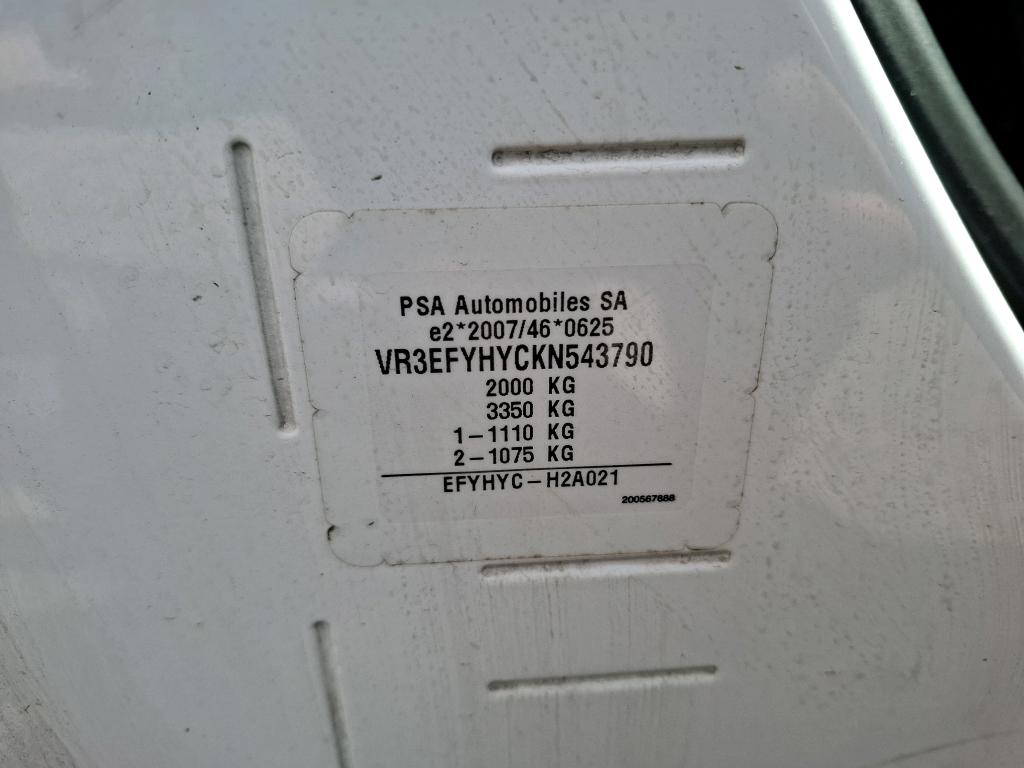 PSA Automobiles SA
e2*2007/46*0625
VR3EFYHYCKN543790
2000 KG
3350 KG
1-1110 KG
2-1075 KG
EFYHYC-H2A021
200567888